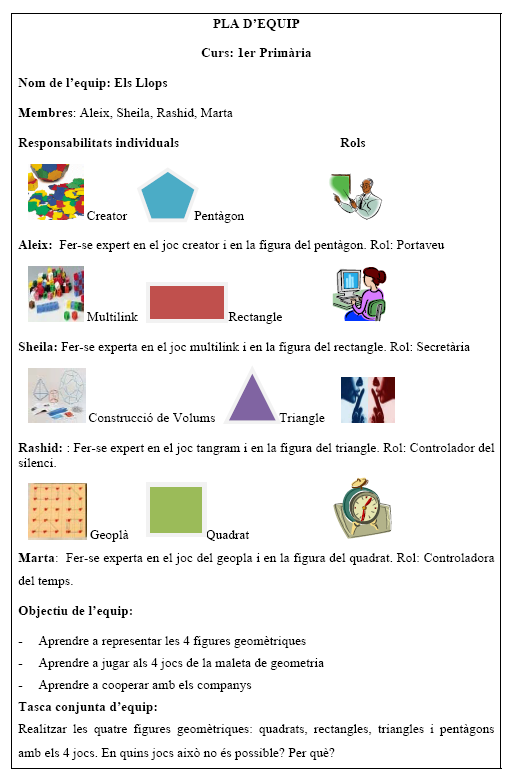 PLA D’EQUIP
Curs: 1er Primària
Nom de l’equip: Els Llops
Membres: Aleix, Sheila, Rashid, Marta
Responsabilitats individuals Rols
Creator Pentàgon
Aleix: Fer-se expert en el joc creator i en la figura del pentàgon. Rol: Portaveu
Multilink Rectangle
Sheila: Fer-se experta en el joc multilink i en la figura del rectangle. Rol: Secretària
Construcció de Volums Triangle
Rashid: : Fer-se expert en el joc tangram i en la figura del triangle. Rol: Controlador del
silenci.
Geoplà Quadrat
Marta: Fer-se experta en el joc del geopla i en la figura del quadrat. Rol: Controladora
del temps.
Objectiu de l’equip:
- Aprendre a representar les 4 figures geomètriques
- Aprendre a jugar als 4 jocs de la maleta de geometria
- Aprendre a cooperar amb els companys
Tasca conjunta d’equip:
Realitzar les quatre figures geomètriques: quadrats, rectangles, triangles i pentàgons
amb els 4 jocs. En quins jocs això no és possible? Per què?